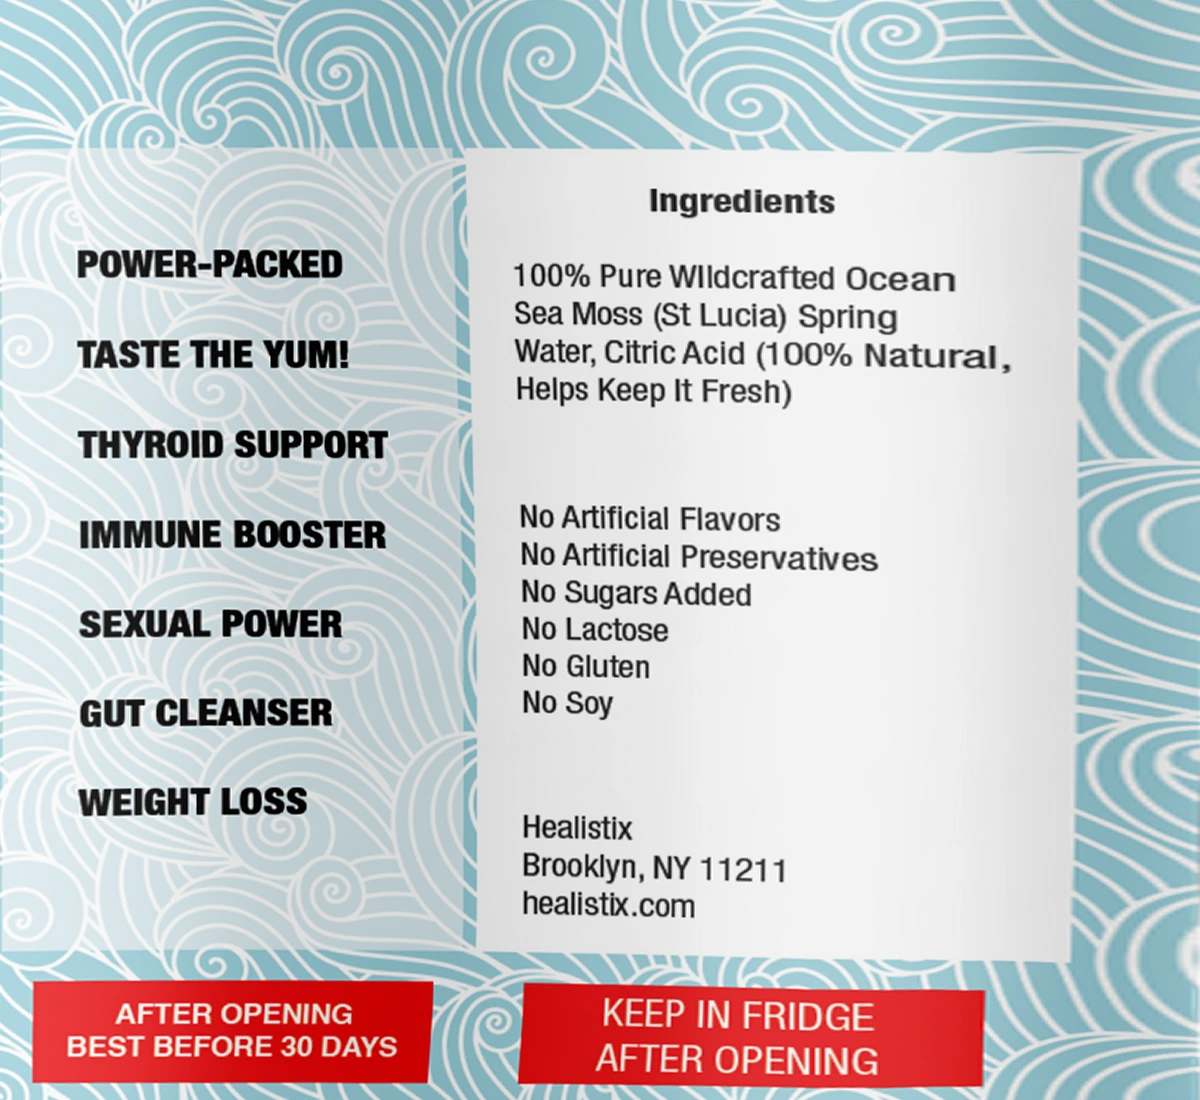 POWER-PACKED
TASTE THE YUM!
THYROID SUPPORT
IMMUNE BOOSTER
SEXUAL POWER
GUT CLEANSER
WEIGHT LOSS
Ingredients
100% Pure WIldcrafted Ocean
Sea Moss (St Lucia) Spring
Water, Citric Acid (100% Natural,
Helps Keep It Fresh)
No Artificial Flavors
No Artificial Preservatives
No Sugars Added
No Lactose
No Gluten
No Soy
Healistix
Brooklyn, NY 11211
healistix.com
AFTER OPENING
BEST BEFORE 30 DAYS
KEEP IN FRIDGE
AFTER OPENING